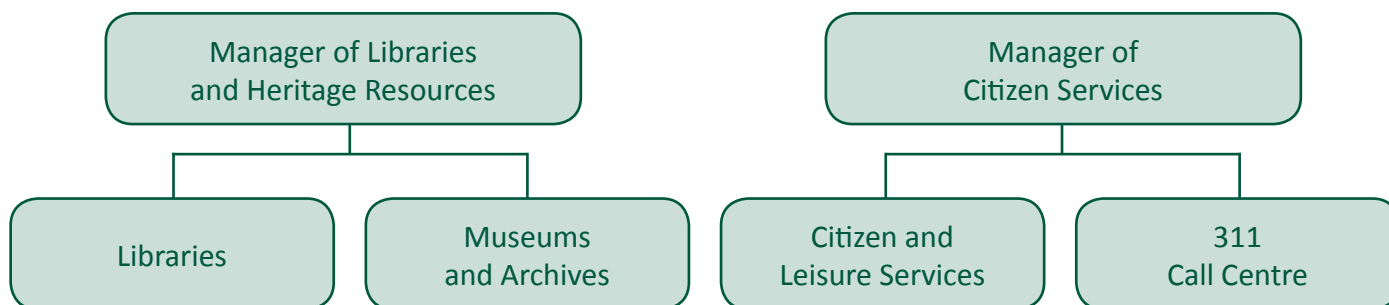 Manager of Libraries
and Heritage Resources
Manager of
Citizen Services
Libraries
Museums
and Archives
Citizen and
Leisure Services
311
Call Centre